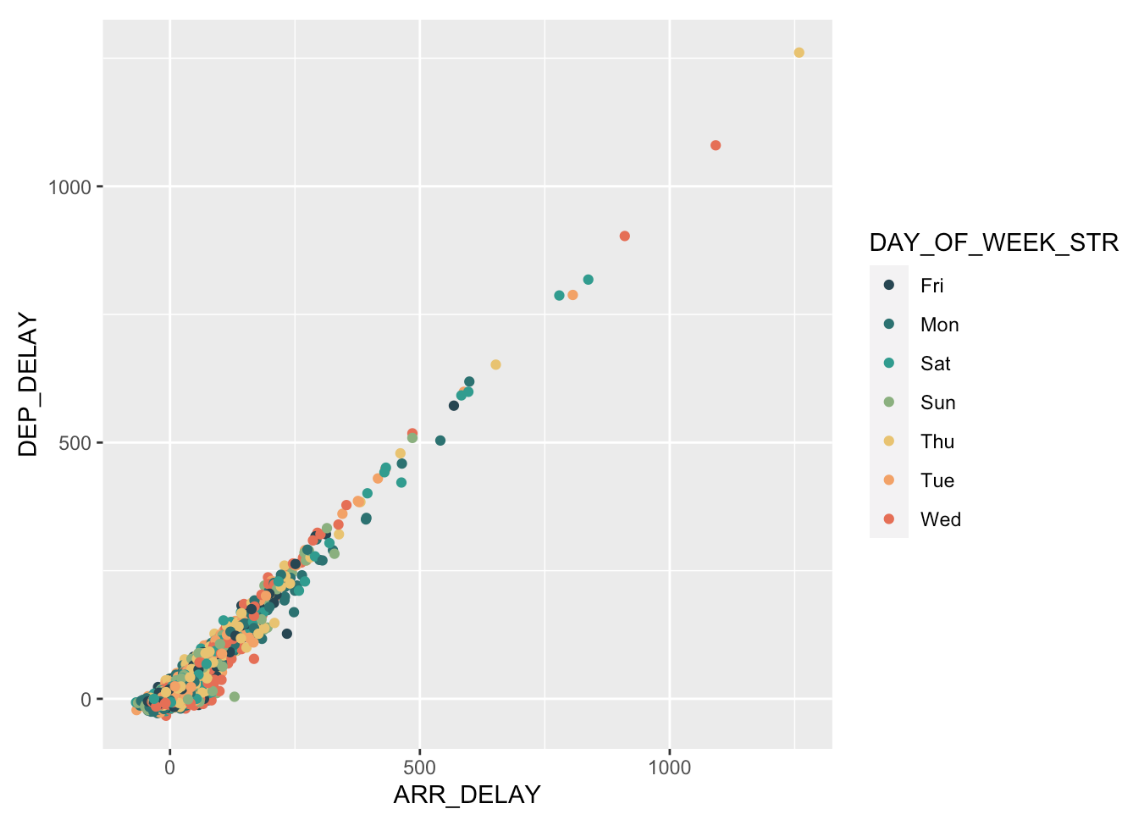 1000
500
0
DEP_DELAY
0
500
1000
ARR_DELAY
DAY_OF_WEEK_STR
Fri
Mon
Sat
Sun
Thu
Tue
Wed